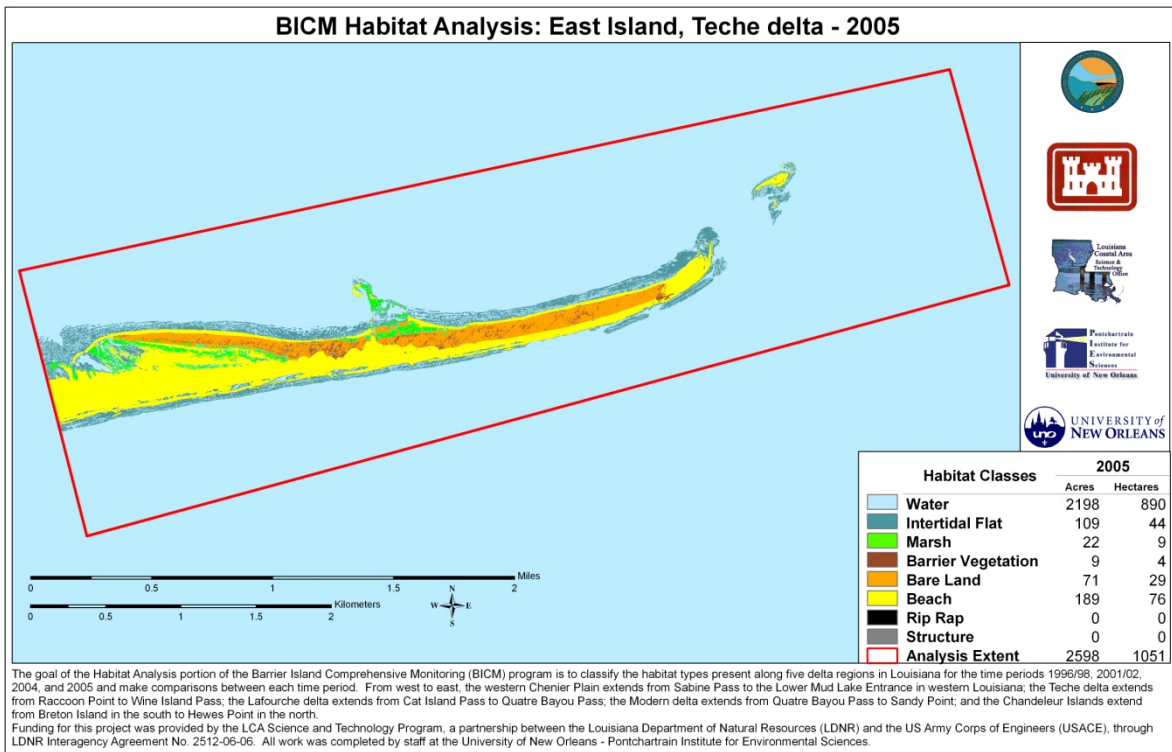 BICM Habitat Analysis: East Island, Teche delta - 2005
Louisiana
Coastal Area
Science &
Technology
Office
Pontchartrain
Institute for
Environmental
Sciences
University of New Orleans
uno
UNIVERSITY of
NEW ORLEANS
Habitat Classes 2005
Acres Hectares
Water 2198 890
Intertidal Flat 109 44
Marsh 22 9
Barrier Vegetation 9 4
Bare Land 71 29
Beach 189 76
Rip Rap 0 0
Structure 0 0
Analysis Extent 2598 1051
Miles
0 0.5 1 1.5 2
Kilometers
0 0.5 1 1.5 2
N
W E
S
The goal of the Habitat Analysis portion of the Barrier Island Comprehensive Monitoring (BICM) program is to classify the habitat types present along five delta regions in Louisiana for the time periods 1996/98, 2001/02,
2004, and 2005 and make comparisons between each time period. From west to east, the western Chenier Plain extends from Sabine Pass to the Lower Mud Lake Entrance in western Louisiana; the Teche delta extends
from Raccoon Point to Wine Island Pass; the Lafourche delta extends from Cat Island Pass to Quatre Bayou Pass; the Modern delta extends from Quatre Bayou Pass to Sandy Point; and the Chandeleur Islands extend
from Breton Island in the south to Hewes Point in the north.
Funding for this project was provided by the LCA Science and Technology Program, a partnership between the Louisiana Department of Natural Resources (LDNR) and the US Army Corps of Engineers (USACE), through
LDNR Interagency Agreement No. 2512-06-06. All work was completed by staff at the University of New Orleans - Pontchartrain Institute for Environmental Sciences.